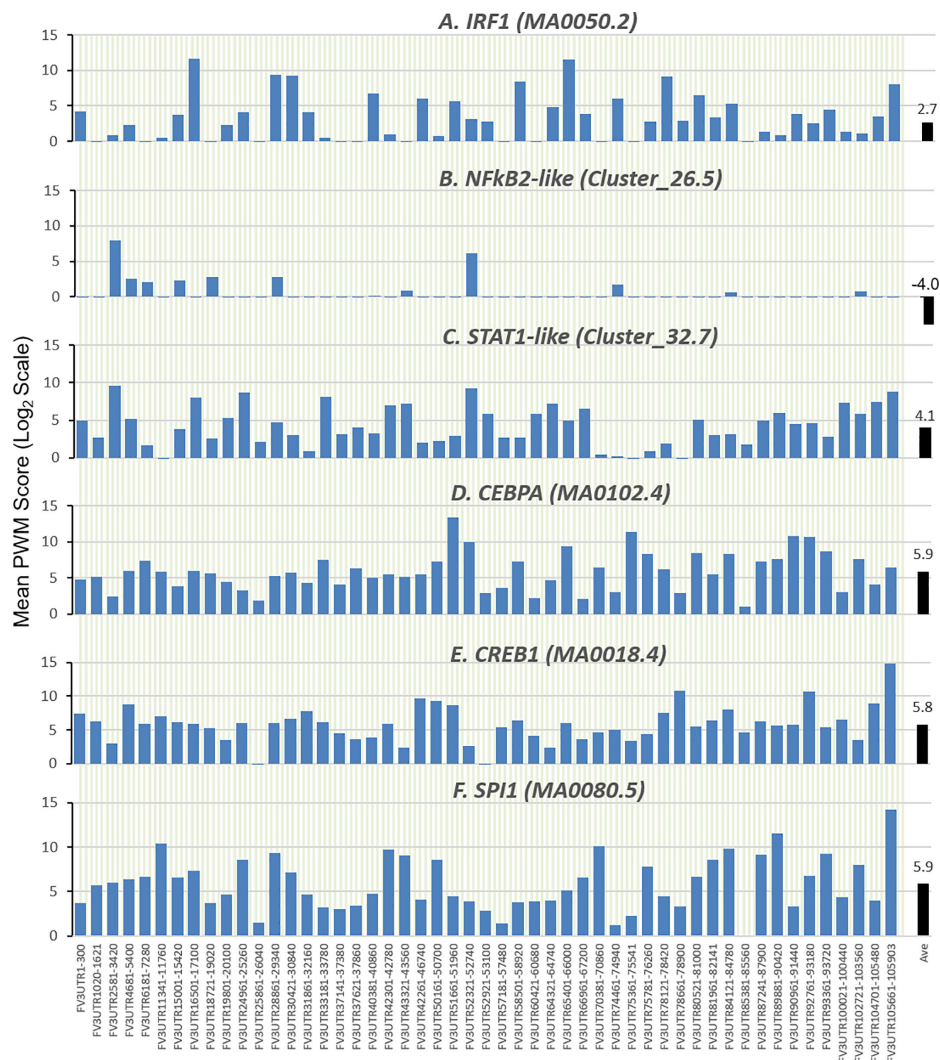 A. IRF1 (MA0050.2)
15
10
5
0
2.7
B. NFkB2-like (Cluster_26.5)
15
10
5
0
-4.0
C. STAT1-like (Cluster_32.7)
15
10
5
0
4.1
Mean PWM Score (Log2 Scale)
D. CEBPA (MA0102.4)
15
10
5
0
5.9
E. CREB1 (MA0018.4)
15
10
5
0
5.8
F. SPI1 (MA0080.5)
15
10
5
0
5.9
FV3UTR1-300
FV3UTR1020-1621
FV3UTR2581-3420
FV3UTR4681-5400
FV3UTR6181-7280
FV3UTR11341-11760
FV3UTR15001-15420
FV3UTR16501-17100
FV3UTR18721-19020
FV3UTR19801-20100
FV3UTR24961-25260
FV3UTR25861-26040
FV3UTR28861-29340
FV3UTR30421-30840
FV3UTR31861-32160
FV3UTR33181-33780
FV3UTR37141-37380
FV3UTR37621-37860
FV3UTR40381-40860
FV3UTR42301-42780
FV3UTR43321-43560
FV3UTR42261-46740
FV3UTR50161-50700
FV3UTR51661-51960
FV3UTR52321-52740
FV3UTR52921-53100
FV3UTR57181-57480
FV3UTR58501-58920
FV3UTR60421-60680
FV3UTR64321-64740
FV3UTR65401-66000
FV3UTR66961-67200
FV3UTR70381-70860
FV3UTR74461-74940
FV3UTR75361-75541
FV3UTR75781-76260
FV3UTR78121-78420
FV3UTR78661-78900
FV3UTR80521-81000
FV3UTR81961-82141
FV3UTR84121-84780
FV3UTR85381-85560
FV3UTR87241-87900
FV3UTR89881-90420
FV3UTR90961-91440
FV3UTR92761-93180
FV3UTR93361-93720
FV3UTR100021-100440
FV3UTR102721-103560
FV3UTR104701-105480
FV3UTR105661-105903
Ave